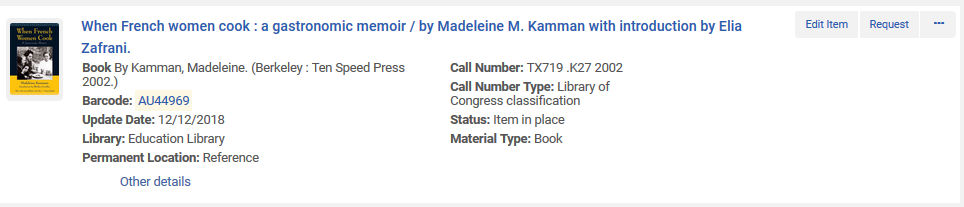 When French women cook : a gastronomic memoir / by Madeleine M. Kamman with introduction by Elia
Zafrani.
Edit Item
Request
Book By Kamman, Madeleine. (Berkeley : Ten Speed Press
2002.)
Barcode: AU44969
Update Date: 12/12/2018
Library: Education Library
Permanent Location: Reference
Other details
Call Number: TX719 .K27 2002
Call Number Type: Library of
Congress classification
Status: Item in place
Material Type: Book
When French
Women Cook